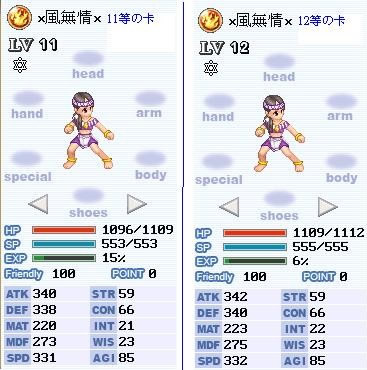 ×風無情× 11等の卡
LV 11
head
hand arm
special body
shoes
HP 1096/1109
SP 553/553
EXP 15%
Friendly 100 POINT 0
ATK 340 STR 59
DEF 338 CON 66
MAT 220 INT 21
MDF 273 WIS 23
SPD 331 AGI 85
×風無情× 12等の卡
LV 12
head
hand arm
special body
shoes
HP 1109/1112
SP 555/555
EXP 6%
Friendly 100 POINT 0
ATK 342 STR 59
DEF 340 CON 66
MAT 223 INT 22
MDF 275 WIS 23
SPD 332 AGI 85